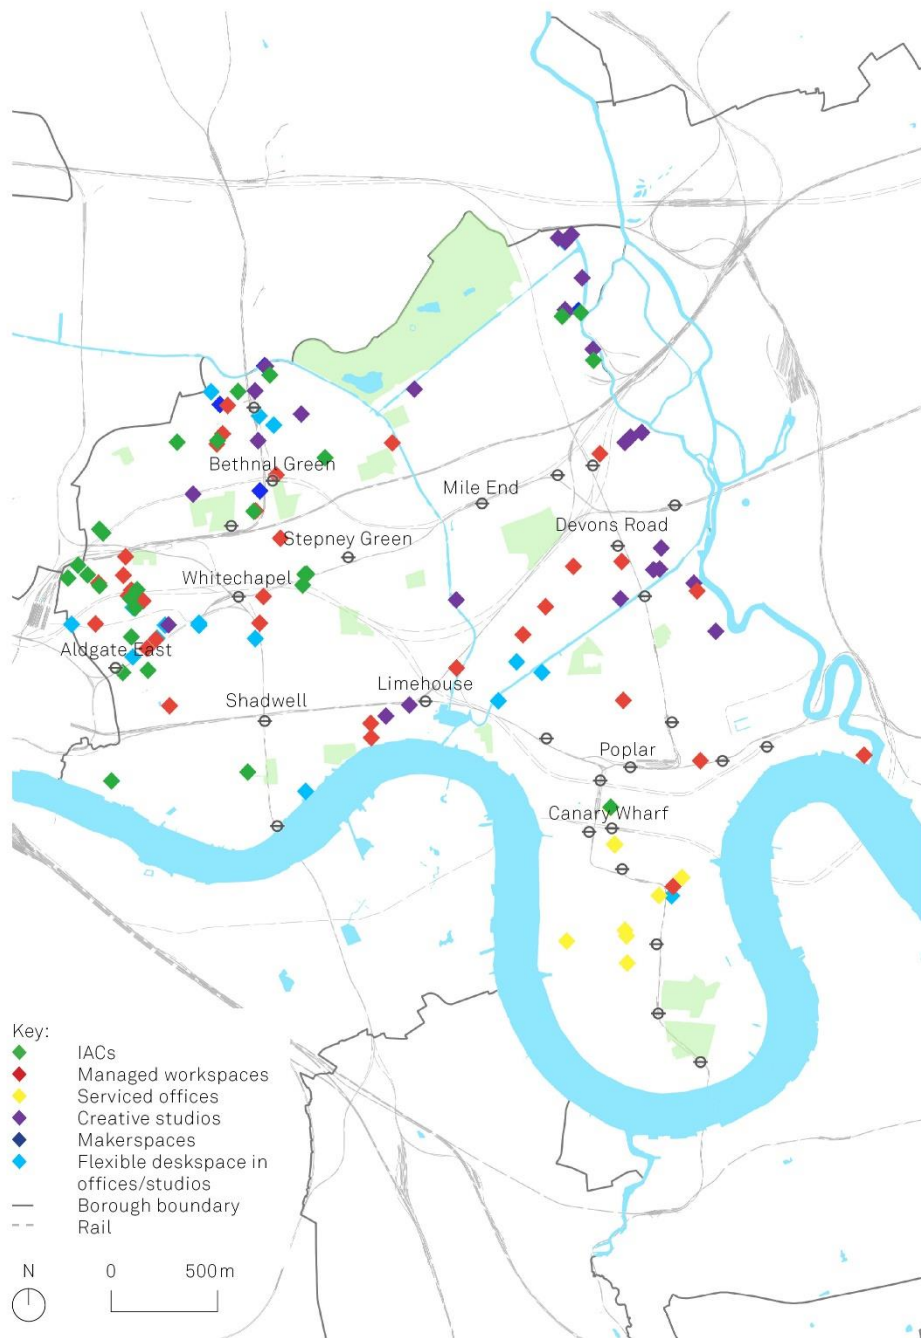 Bethnal Green
Mile End
Devons Road
Stepney Green
Whitechapel
Aldgate East
Limehouse
Shadwell
Poplar
Canary Wharf
Key:
IACs
Managed workspaces
Serviced offices
Creative studios
Makerspaces
Flexible deskspace in
offices/studios
Borough boundary
Rail
N
0 500m